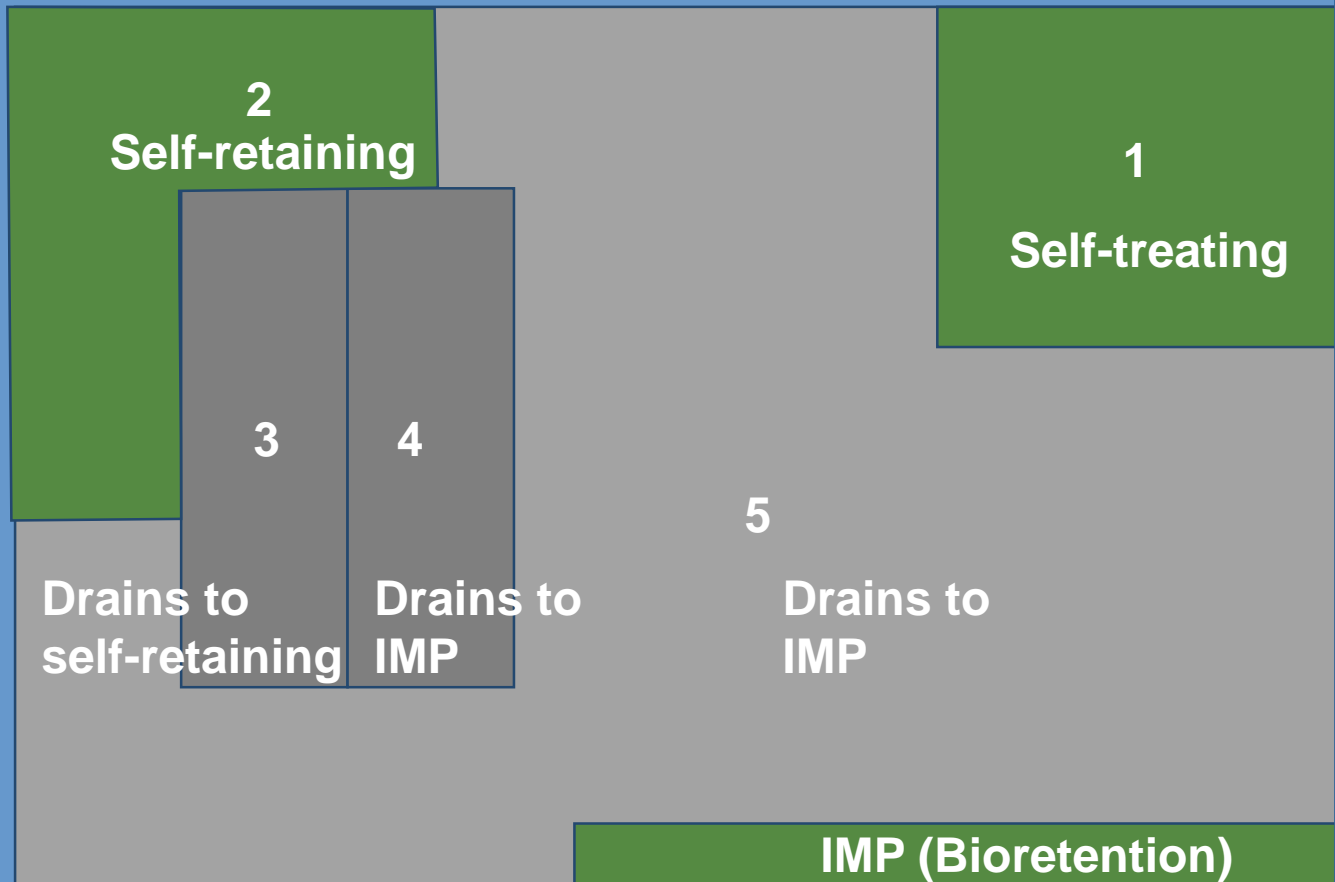 2
Self-retaining
1
Self-treating
3
4
5
Drains to
self-retaining
Drains to
IMP
Drains to
IMP
IMP (Bioretention)